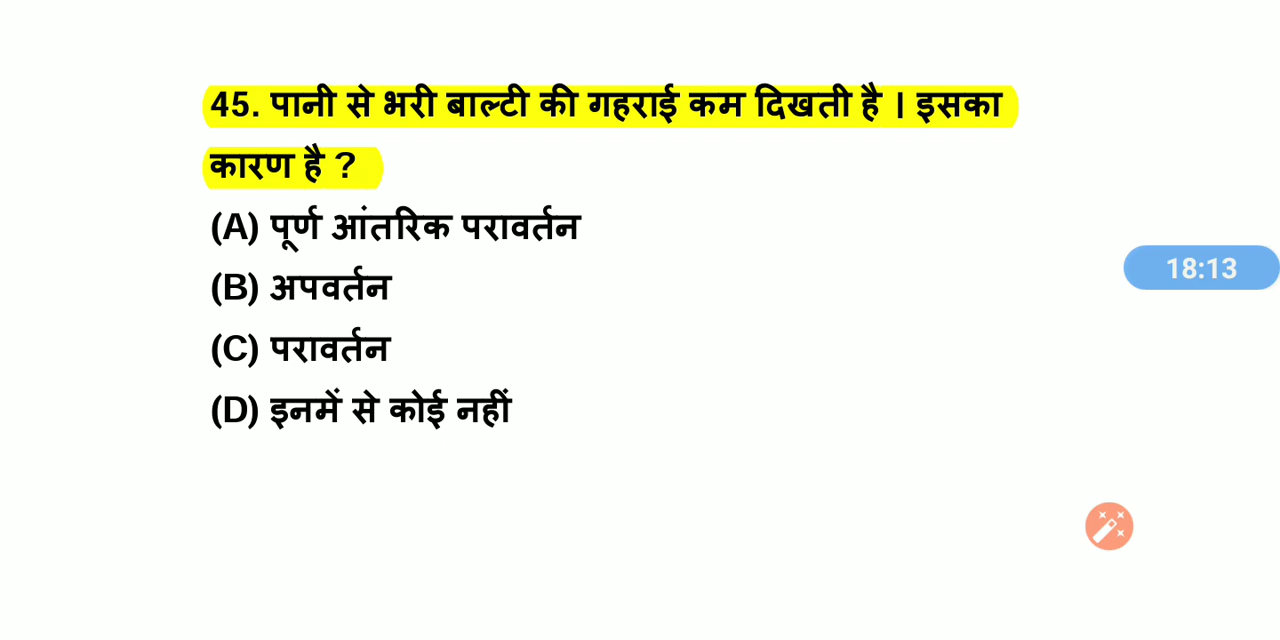 45. पानी से भरी बाल्टी की गहराई कम दिखती है । इसका
कारण है ?
(A) पूर्ण आंतरिक परावर्तन
(B) अपवर्तन
(C) परावर्तन
(D) इनमें से कोई नहीं
18:13